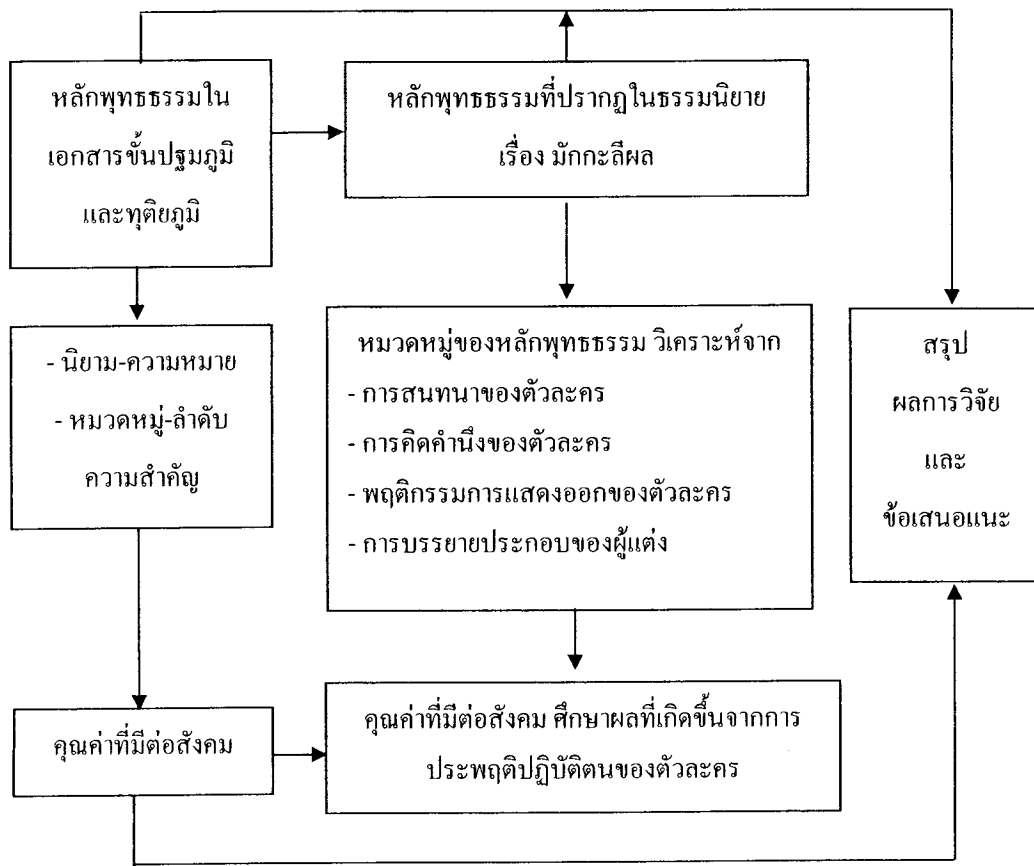 หลักพุทธธรรมใน
เอกสารขั้นปฐมภูมิ
และทุติยภูมิ
หลักพุทธธรรมที่ปรากฏในธรรมนิยาย
เรื่อง มักกะลีผล
- นิยาม-ความหมาย
- หมวดหมู่-ลำดับ
ความสำคัญ
หมวดหมู่ของหลักพุทธธรรม วิเคราะห์จาก
- การสนทนาของตัวละคร
- การคิดคำนึงของตัวละคร
- พฤติกรรมการแสดงออกของตัวละคร
- การบรรยายประกอบของผู้แต่ง
สรุป
ผลการวิจัย
และ
ข้อเสนอแนะ
คุณค่าที่มีต่อสังคม
คุณค่าที่มีต่อสังคม ศึกษาผลที่เกิดขึ้นจากการ
ประพฤติปฏิบัติตนของตัวละคร